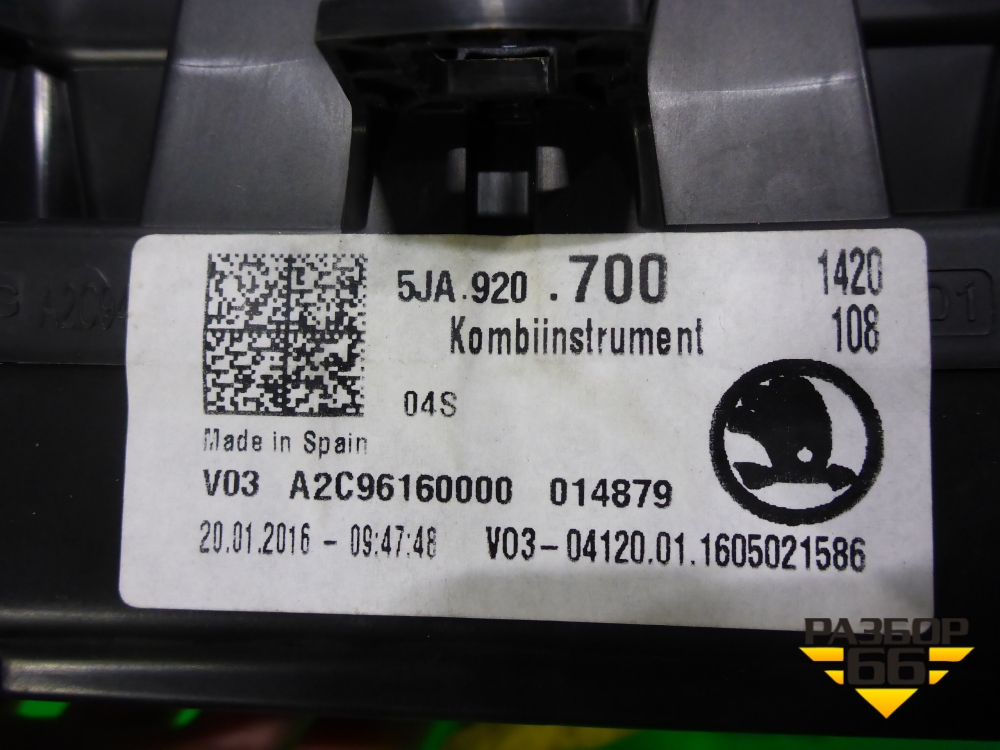 5JA.920 .700 1420
Kombiinstrument 108
04S
Made in Spain
V03 A2C96160000 014879
20.01.2016 - 09:47:48 V03-04120.01.1605021586
РАЗБОР
66